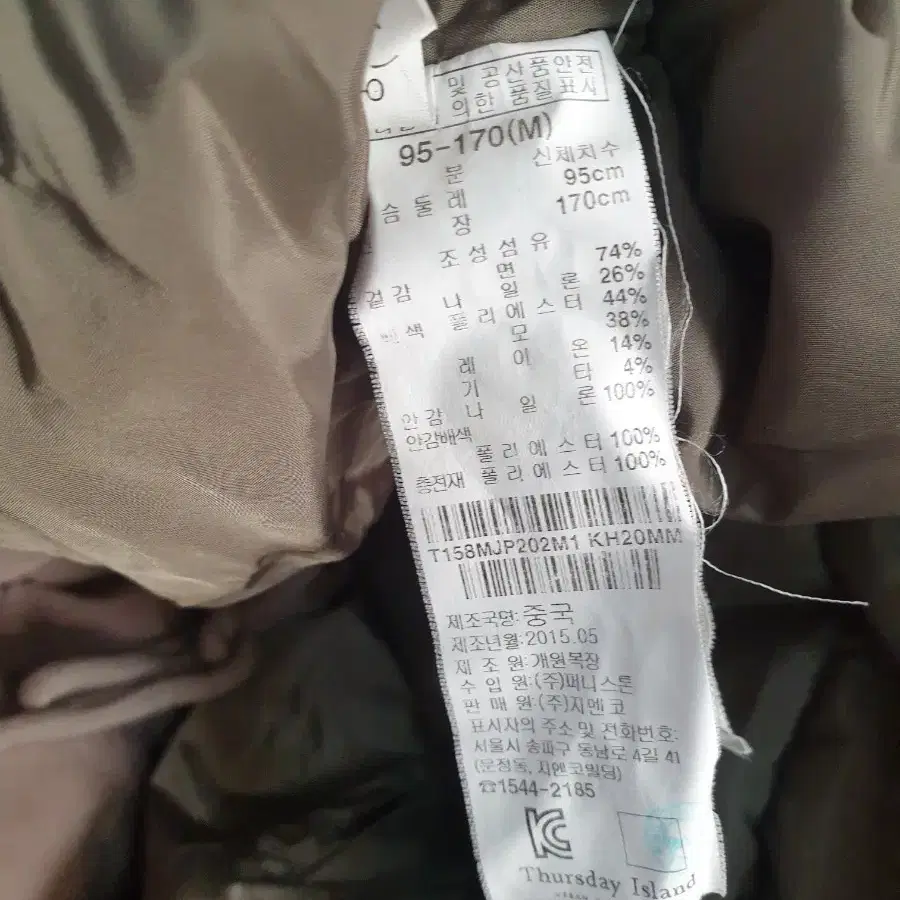 및 공산품안전
의한 품질표시
95-170(M)
신체치수
분 95cm
슴 둘 레 170cm
장
조 성 섬 유
74%
겉 감 면 26%
나 일 론 44%
배 색 폴 리 에 스 터 38%
모 14%
레 이 온 4%
기 타
안 감 나 일 론 100%
안감배색
폴 리 에 스 터 100%
충전재 폴 리 에 스 터 100%
T158MJP202M1 KH20MM
제조국명: 중국
제조년월: 2015.05
제 조 원: 개원목장
수 입 원: (주)퍼니스톤
판 매 원: (주)지엔코
표시자의 주소 및 전화번호:
서울시 송파구 동남로 4길 41
(문정동, 지엔코빌딩)
☎1544-2185
KC
Thursday Island